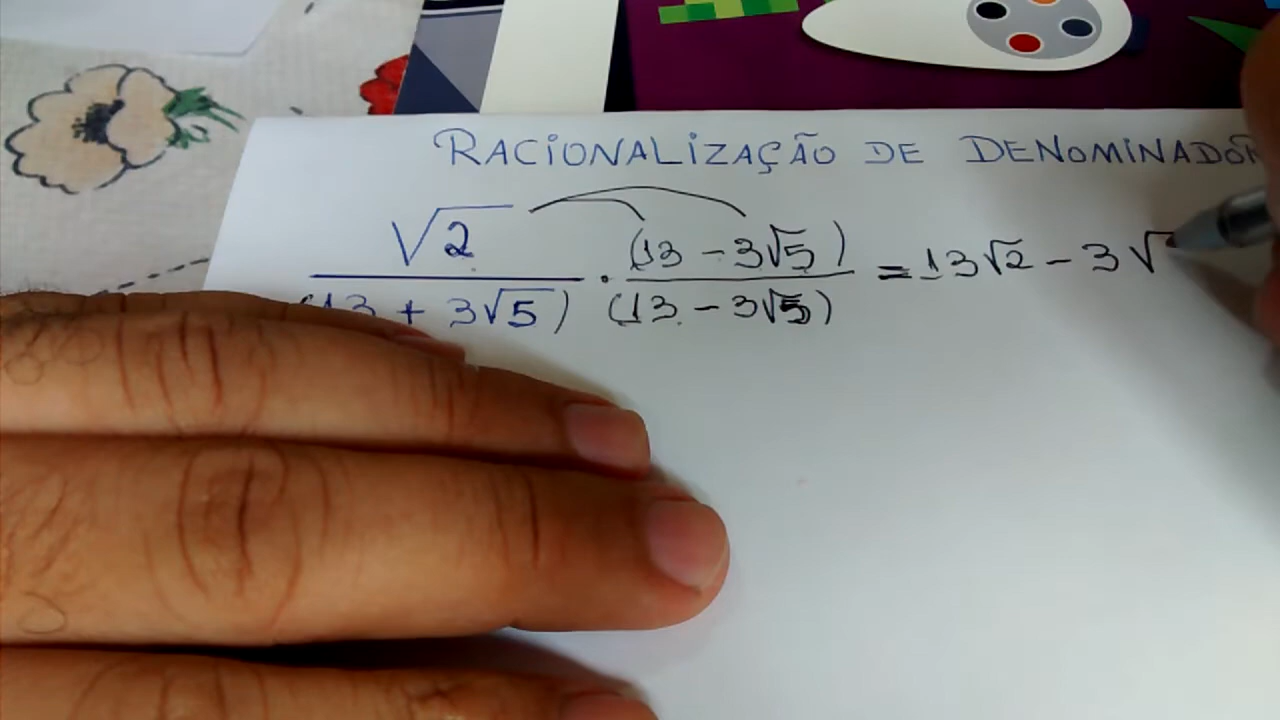 RACIONALIZAÇÃO DE DENOMINADOR
√2 / (13 + 3√5) . (13 - 3√5) / (13 - 3√5) = 13√2 - 3√